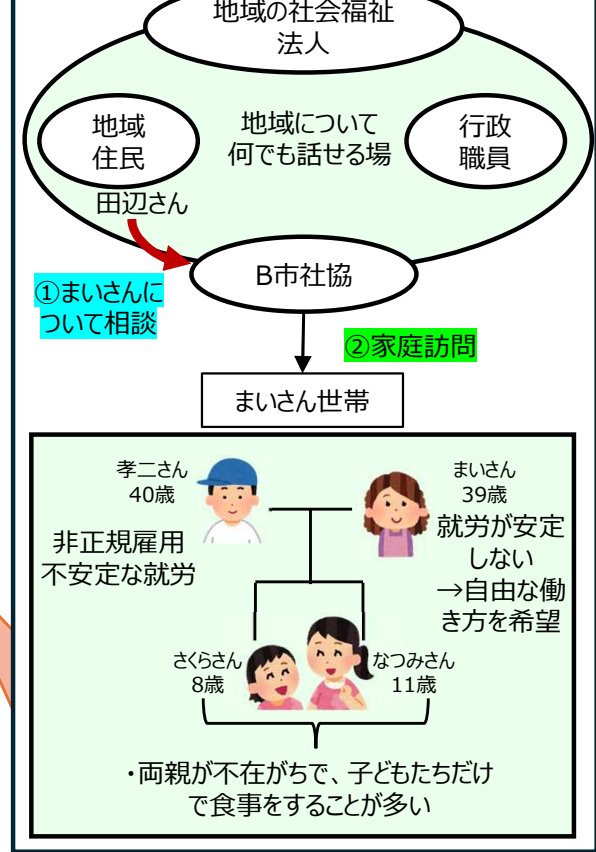 地域の社会福祉
法人
地域
住民
地域について
何でも話せる場
行政
職員
田辺さん
B市社協
①まいさんに
ついて相談
②家庭訪問
まいさん世帯
孝二さん
40歳
非正規雇用
不安定な就労
まいさん
39歳
就労が安定
しない
→自由な働
き方を希望
さくらさん
8歳
なつみさん
11歳
・両親が不在がちで、子どもたちだけ
で食事をすることが多い